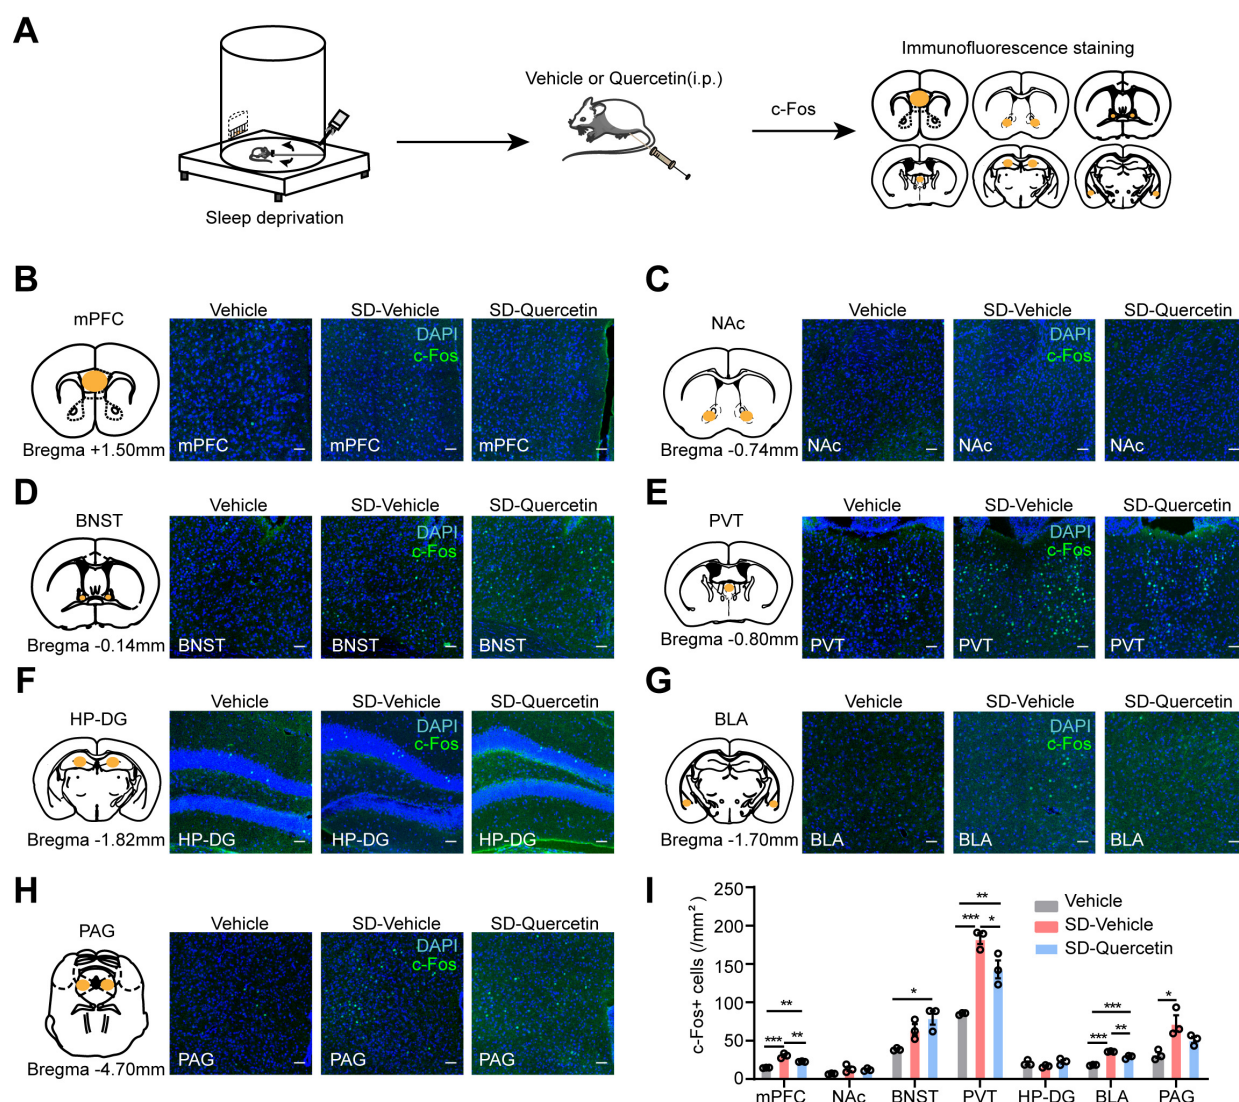 A
Immunofluorescence staining
Vehicle or Quercetin(i.p.)
c-Fos
Sleep deprivation
B
mPFC
Bregma +1.50mm
Vehicle
SD-Vehicle
SD-Quercetin
DAPI
c-Fos
mPFC
mPFC
mPFC
C
NAc
Bregma -0.74mm
Vehicle
SD-Vehicle
SD-Quercetin
DAPI
c-Fos
NAc
NAc
NAc
D
BNST
Bregma -0.14mm
Vehicle
SD-Vehicle
SD-Quercetin
DAPI
c-Fos
BNST
BNST
BNST
E
PVT
Bregma -0.80mm
Vehicle
SD-Vehicle
SD-Quercetin
DAPI
c-Fos
PVT
PVT
PVT
F
HP-DG
Bregma -1.82mm
Vehicle
SD-Vehicle
SD-Quercetin
DAPI
c-Fos
HP-DG
HP-DG
HP-DG
G
BLA
Bregma -1.70mm
Vehicle
SD-Vehicle
SD-Quercetin
DAPI
c-Fos
BLA
BLA
BLA
H
PAG
Bregma -4.70mm
Vehicle
SD-Vehicle
SD-Quercetin
DAPI
c-Fos
PAG
PAG
PAG
I
c-Fos+ cells (/mm²)
250
200
150
100
50
0
Vehicle
SD-Vehicle
SD-Quercetin
** 
*** **
*
**
*** *
***
*** **
*
mPFC NAc BNST PVT HP-DG BLA PAG